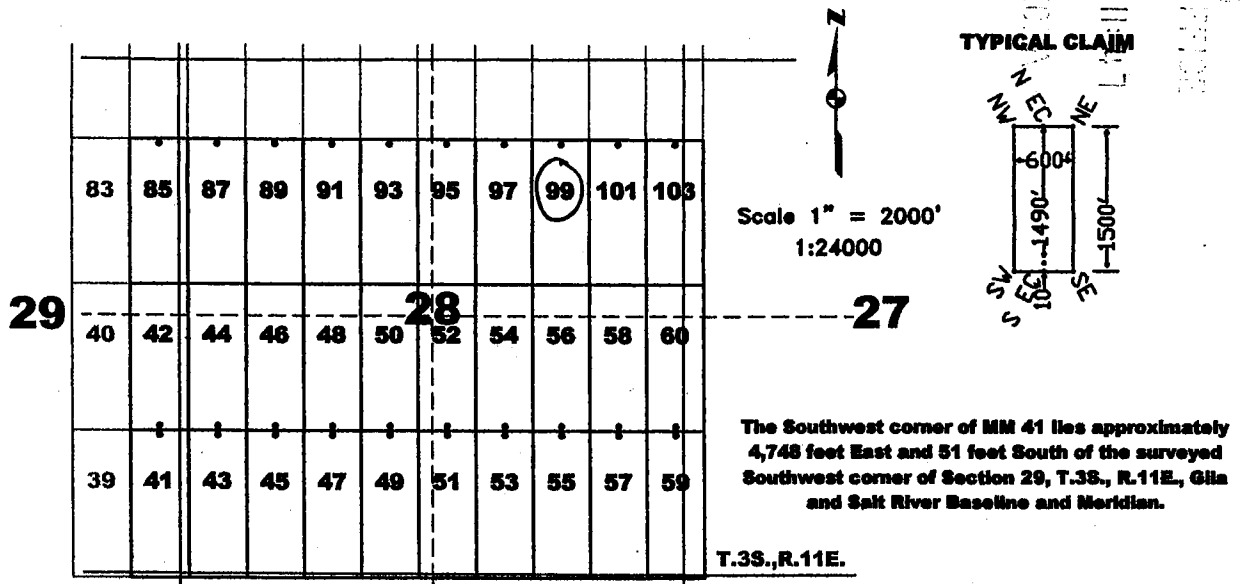 N
TYPICAL CLAIM
NW
N EC
NE
600'
1490'
1500'
SW
S EC
10'
SE
83 85 87 89 91 93 95 97 99 101 103
Scale 1" = 2000'
1:24000
29
28
27
40 42 44 46 48 50 52 54 56 58 60
The Southwest corner of MM 41 lies approximately
4,748 feet East and 51 feet South of the surveyed
Southwest corner of Section 29, T.3S., R.11E., Gila
and Salt River Baseline and Meridian.
39 41 43 45 47 49 51 53 55 57 59
T.3S.,R.11E.